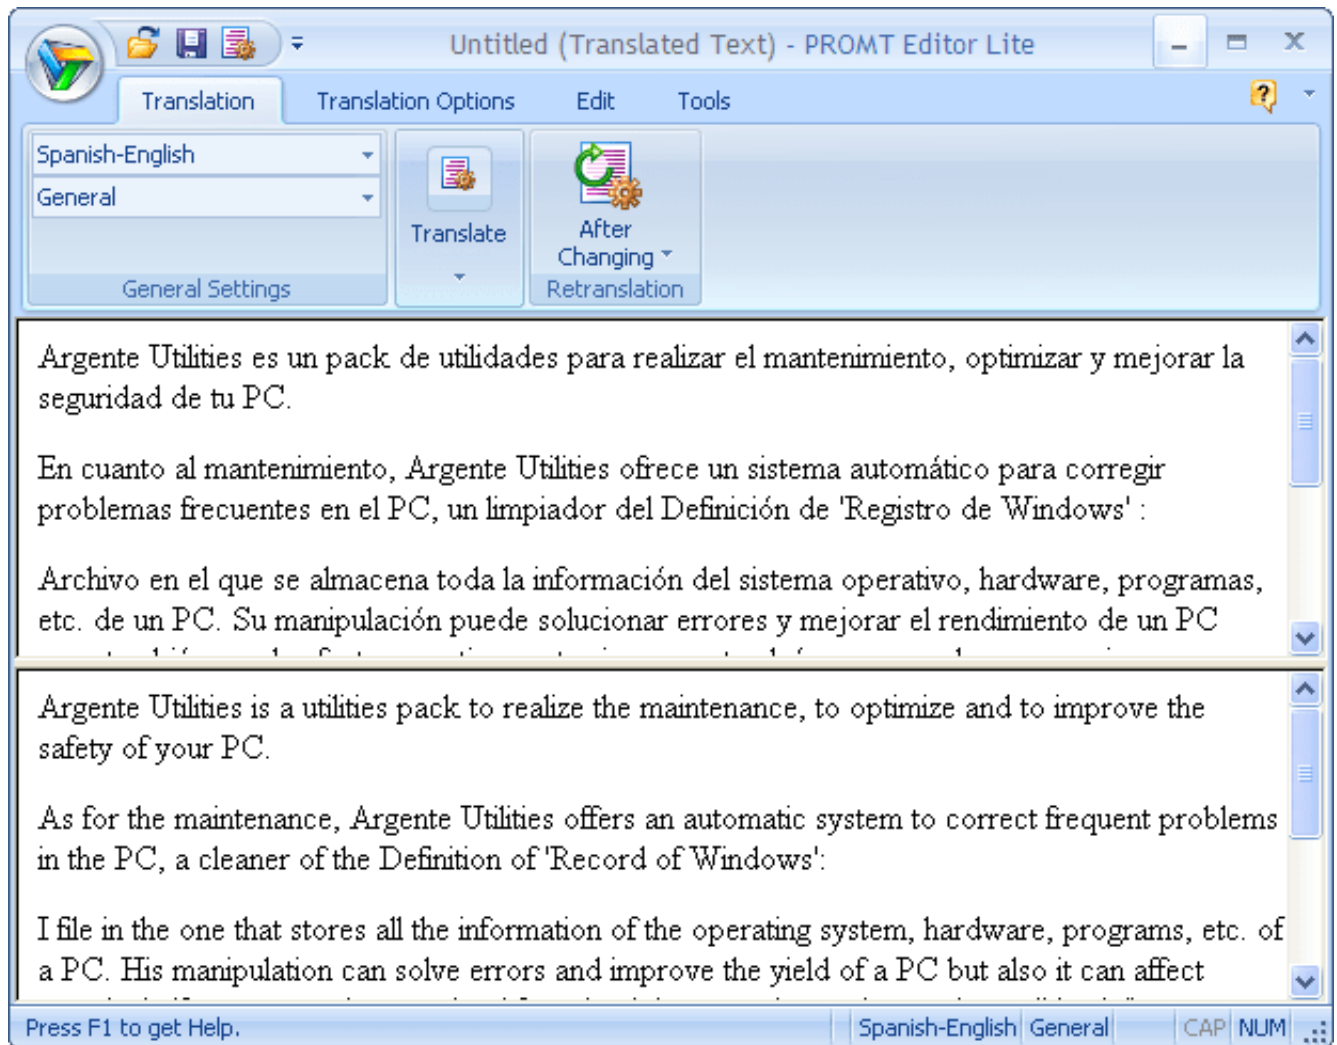 Untitled (Translated Text) - PROMT Editor Lite
Translation Translation Options Edit Tools
Spanish-English
General
General Settings
Translate
After
Changing
Retranslation
Argente Utilities es un pack de utilidades para realizar el mantenimiento, optimizar y mejorar la
seguridad de tu PC.
En cuanto al mantenimiento, Argente Utilities ofrece un sistema automático para corregir
problemas frecuentes en el PC, un limpiador del Definición de 'Registro de Windows' :
Archivo en el que se almacena toda la información del sistema operativo, hardware, programas,
etc. de un PC. Su manipulación puede solucionar errores y mejorar el rendimiento de un PC
Argente Utilities is a utilities pack to realize the maintenance, to optimize and to improve the
safety of your PC.
As for the maintenance, Argente Utilities offers an automatic system to correct frequent problems
in the PC, a cleaner of the Definition of 'Record of Windows':
I file in the one that stores all the information of the operating system, hardware, programs, etc. of
a PC. His manipulation can solve errors and improve the yield of a PC but also it can affect
Press F1 to get Help. Spanish-English General CAP NUM